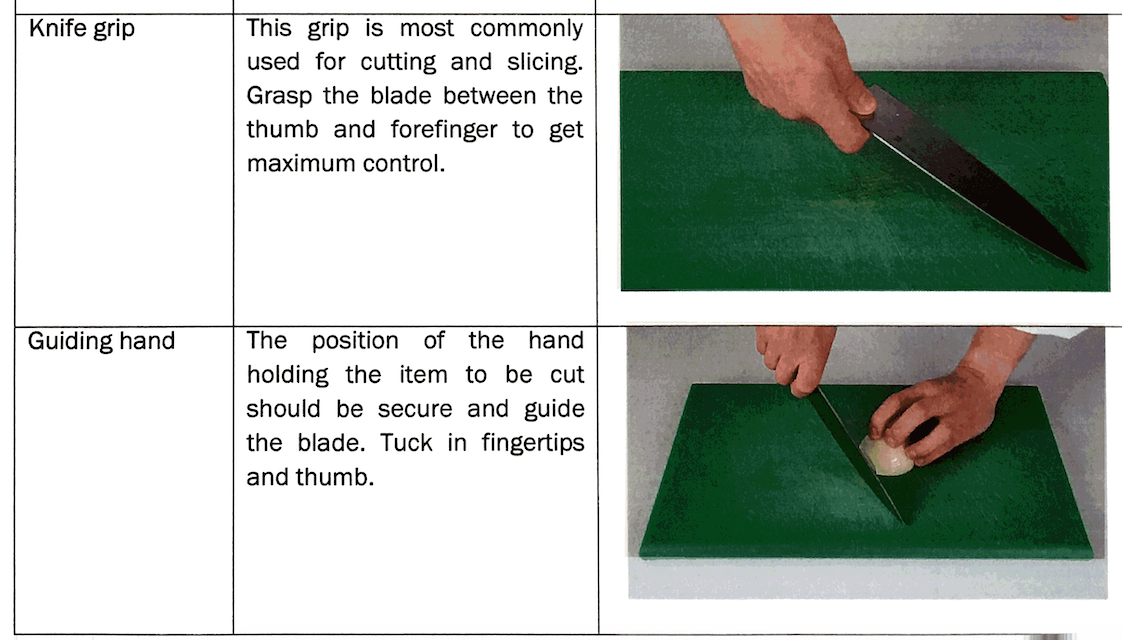 Knife grip
This grip is most commonly
used for cutting and slicing.
Grasp the blade between the
thumb and forefinger to get
maximum control.
Guiding hand
The position of the hand
holding the item to be cut
should be secure and guide
the blade. Tuck in fingertips
and thumb.